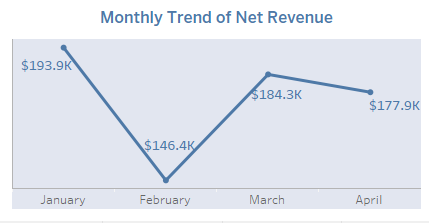 Monthly Trend of Net Revenue
$193.9K
$146.4K
$184.3K
$177.9K
January February March April